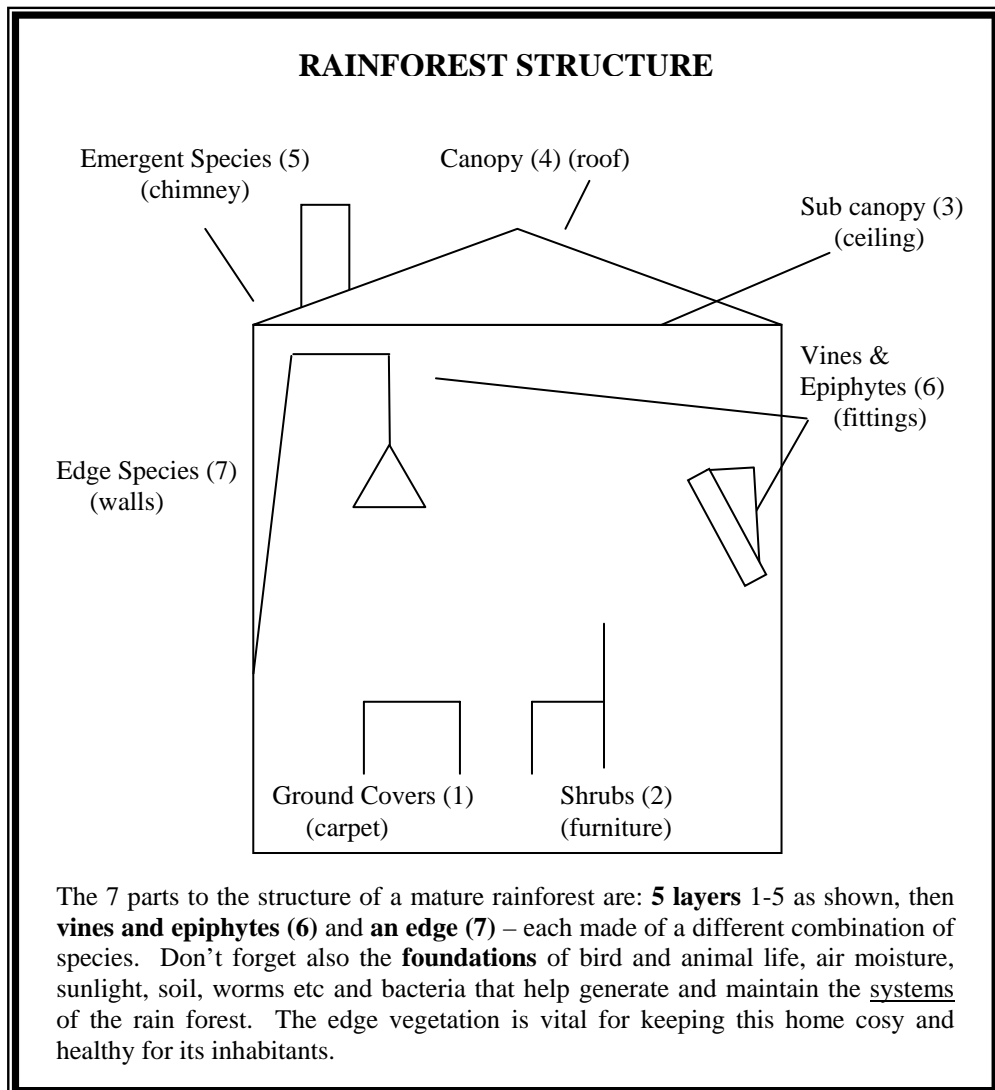 RAINFOREST STRUCTURE
Emergent Species (5)
(chimney)
Canopy (4) (roof)
Sub canopy (3)
(ceiling)
Vines &
Epiphytes (6)
(fittings)
Edge Species (7)
(walls)
Ground Covers (1)
(carpet)
Shrubs (2)
(furniture)
The 7 parts to the structure of a mature rainforest are: 5 layers 1-5 as shown, then
vines and epiphytes (6) and an edge (7) – each made of a different combination of
species. Don’t forget also the foundations of bird and animal life, air moisture,
sunlight, soil, worms etc and bacteria that help generate and maintain the systems
of the rain forest. The edge vegetation is vital for keeping this home cosy and
healthy for its inhabitants.